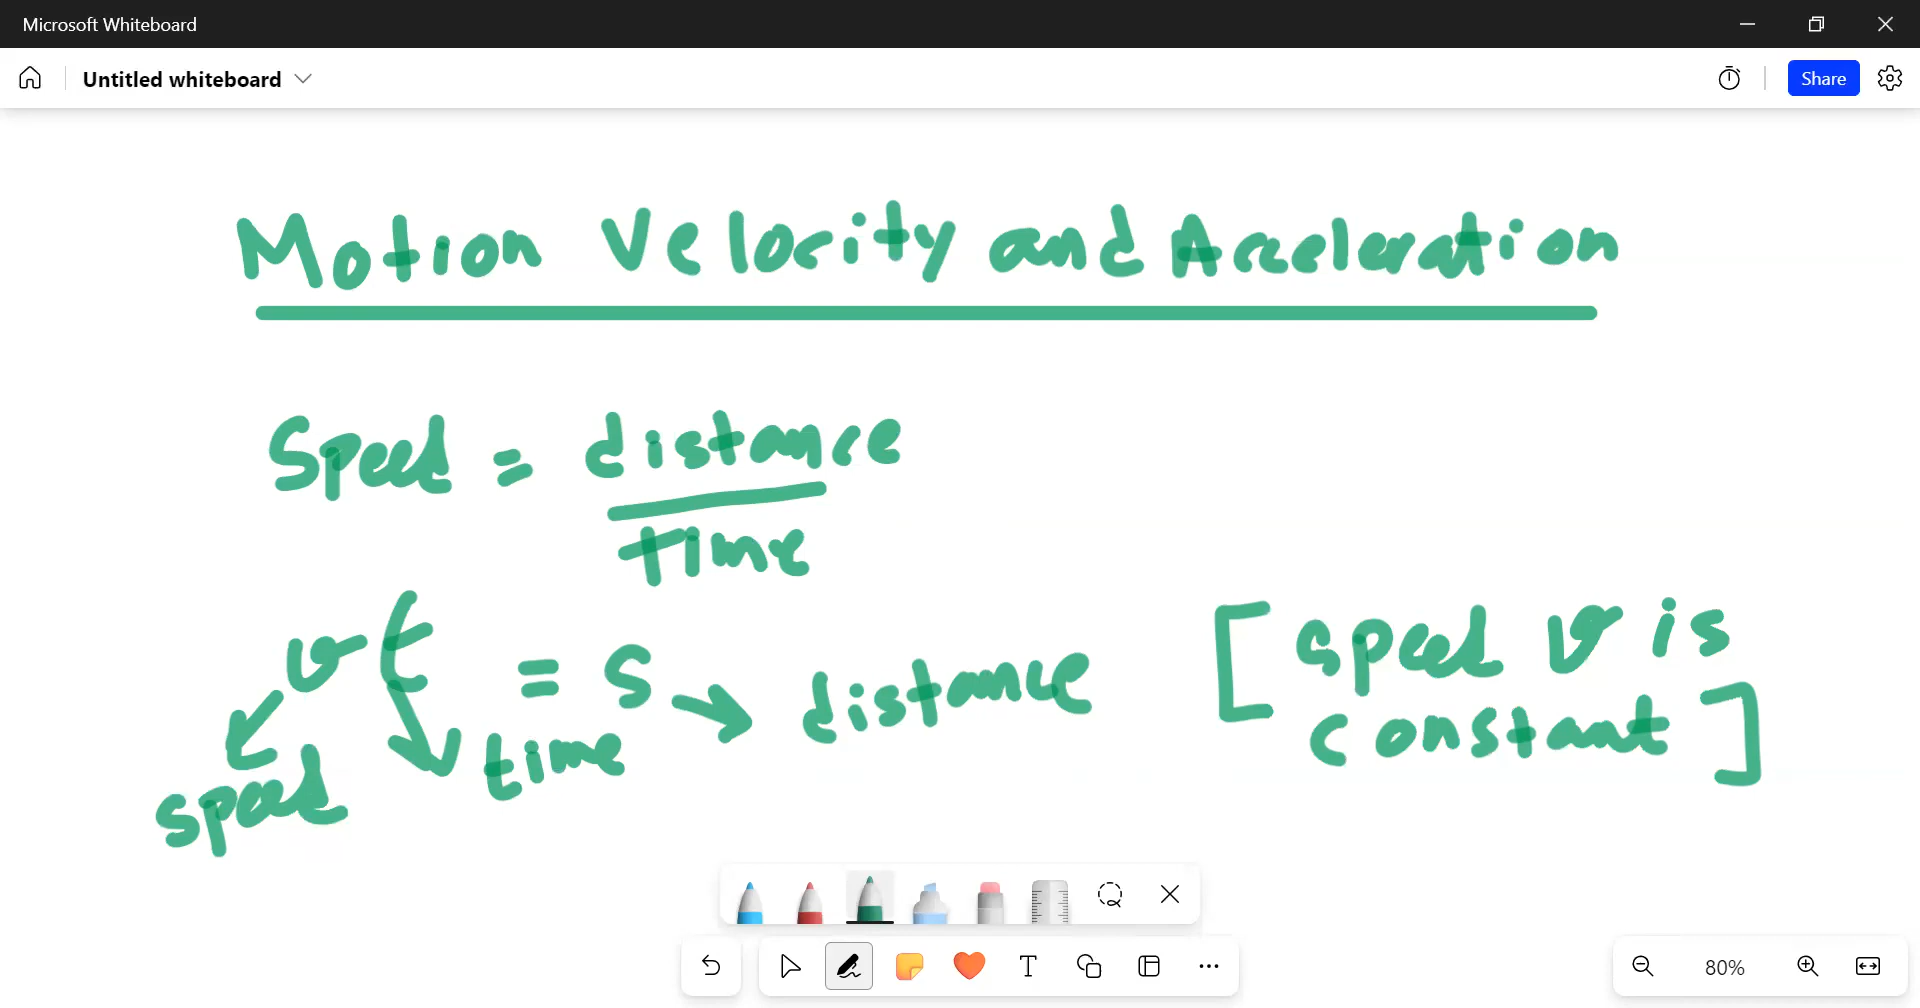 Microsoft Whiteboard
Untitled whiteboard
Share
Motion Velocity and Acceleration
Speed = distance
time
vt = s → distance
speed
time
[speed v is
constant]
T
80%